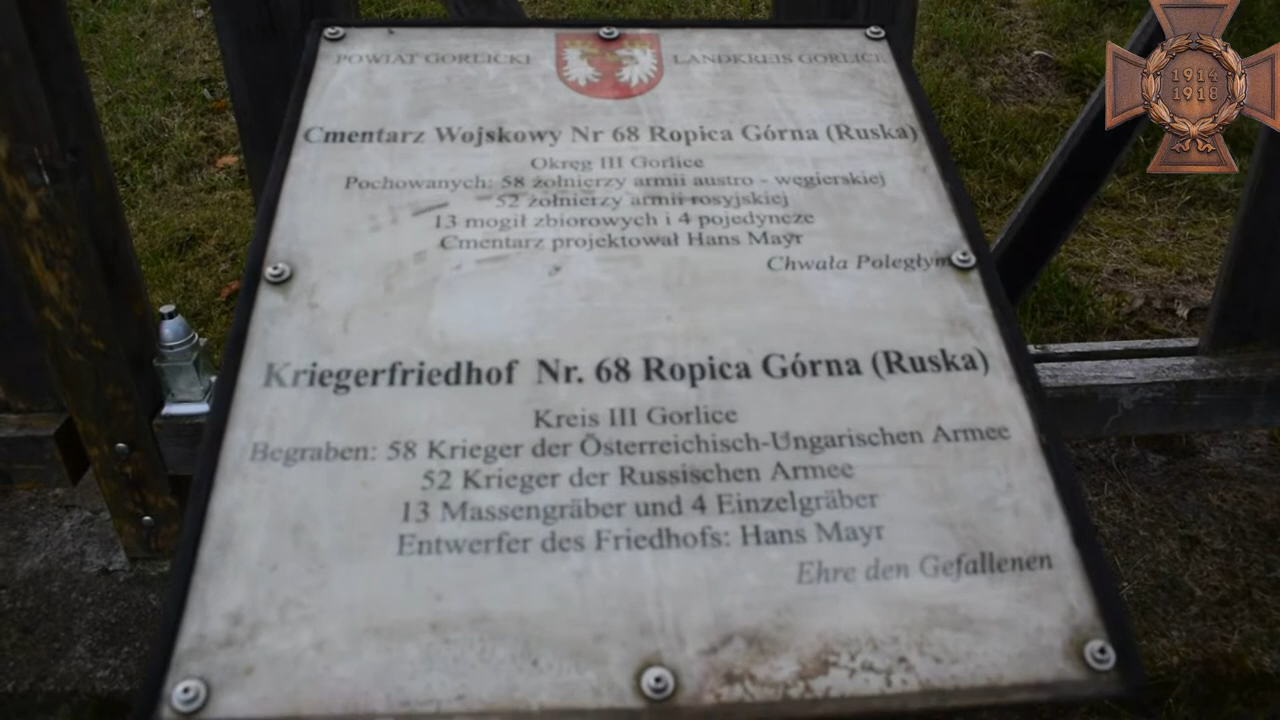 POWIAT GORLICKI LANDKREIS GORLICE
Cmentarz Wojskowy Nr 68 Ropica Górna (Ruska)
Okręg III Gorlice
Pochowanych: 58 żołnierzy armii austro - węgierskiej
52 żołnierzy armii rosyjskiej
13 mogił zbiorowych i 4 pojedyncze
Cmentarz projektował Hans Mayr
Chwała Poległym
Kriegerfriedhof Nr. 68 Ropica Górna (Ruska)
Kreis III Gorlice
Begraben: 58 Krieger der Österreichisch-Ungarischen Armee
52 Krieger der Russischen Armee
13 Massengräber und 4 Einzelgräber
Entwerfer des Friedhofs: Hans Mayr
Ehre den Gefallenen
1914
1918